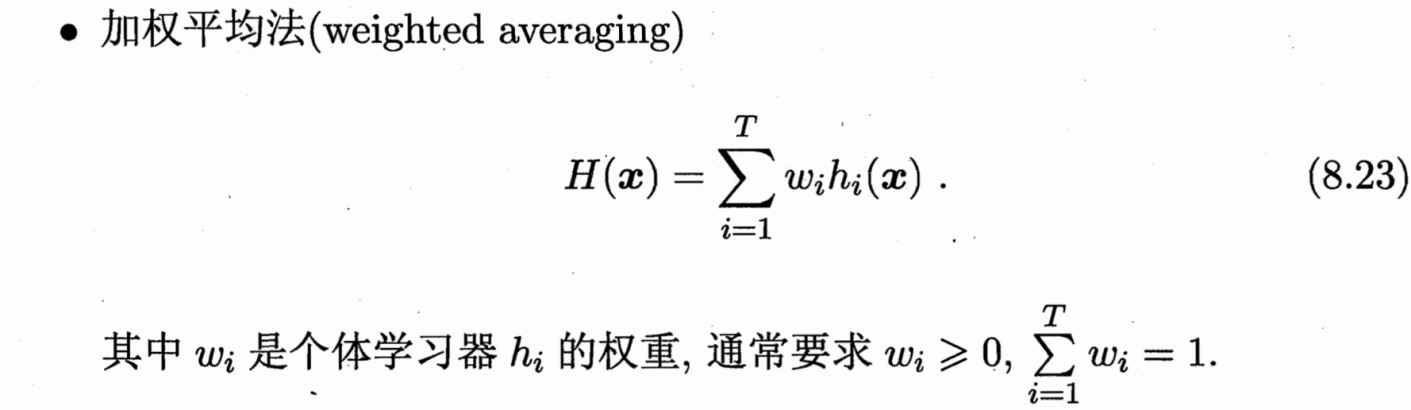 • 加权平均法(weighted averaging)
H(x) = ∑_{i=1}^{T} w_i h_i(x) . (8.23)
其中 w_i 是个体学习器 h_i 的权重, 通常要求 w_i ⩾ 0, ∑_{i=1}^{T} w_i = 1.